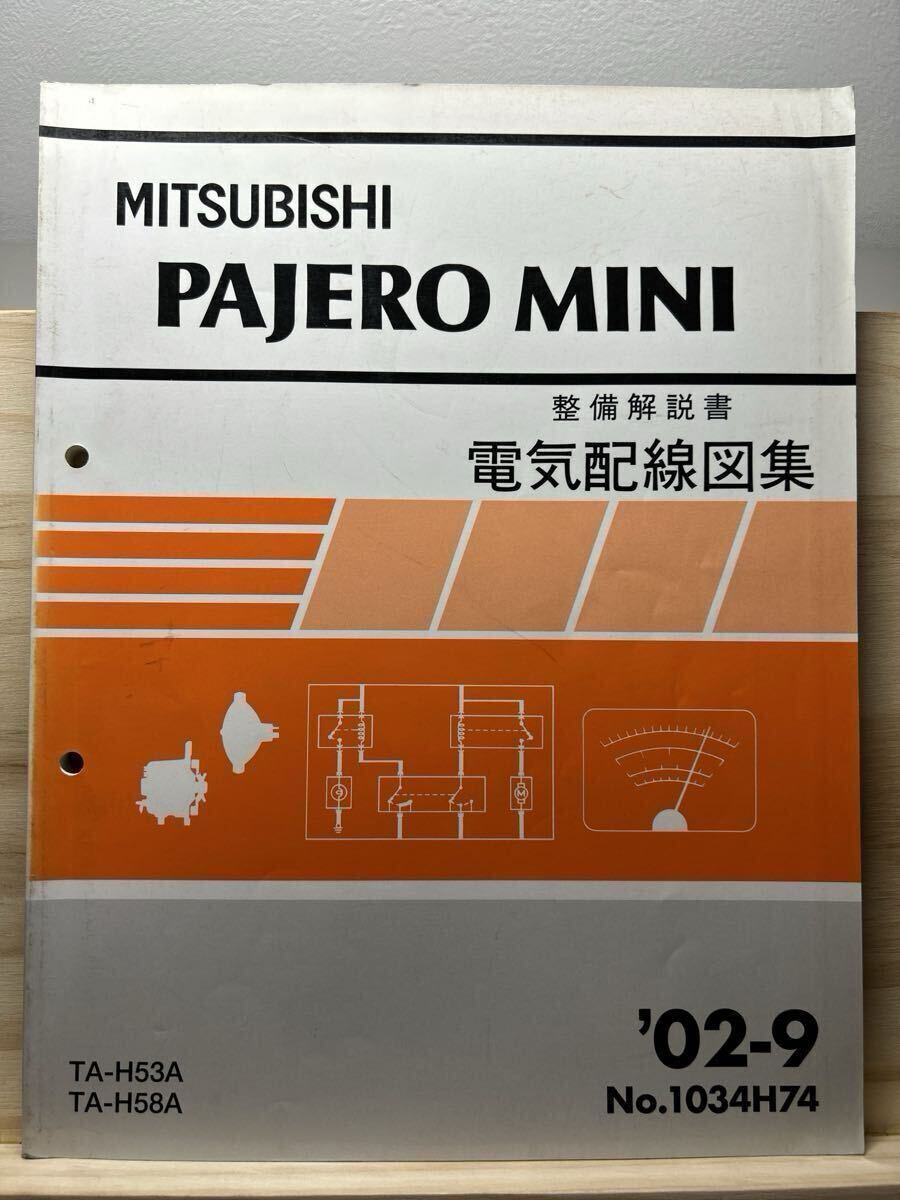 MITSUBISHI
PAJERO MINI
整備解説書
電気配線図集
M
'02-9
TA-H53A
TA-H58A
No.1034H74